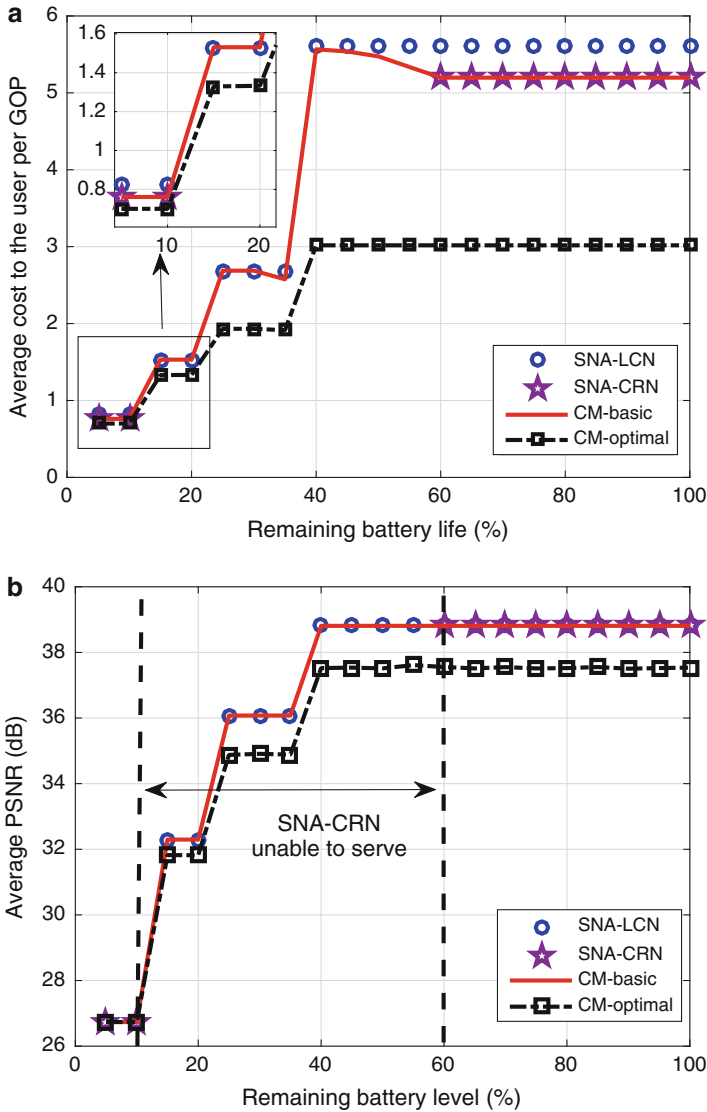 a
Average cost to the user per GOP
6
5
4
3
2
1
0
1.6
1.4
1.2
1
0.8
10
20
SNA-LCN
SNA-CRN
CM-basic
CM-optimal
0
20
40
60
80
100
Remaining battery life (%)
b
Average PSNR (dB)
40
38
36
34
32
30
28
26
SNA-CRN
unable to serve
SNA-LCN
SNA-CRN
CM-basic
CM-optimal
0
20
40
60
80
100
Remaining battery level (%)